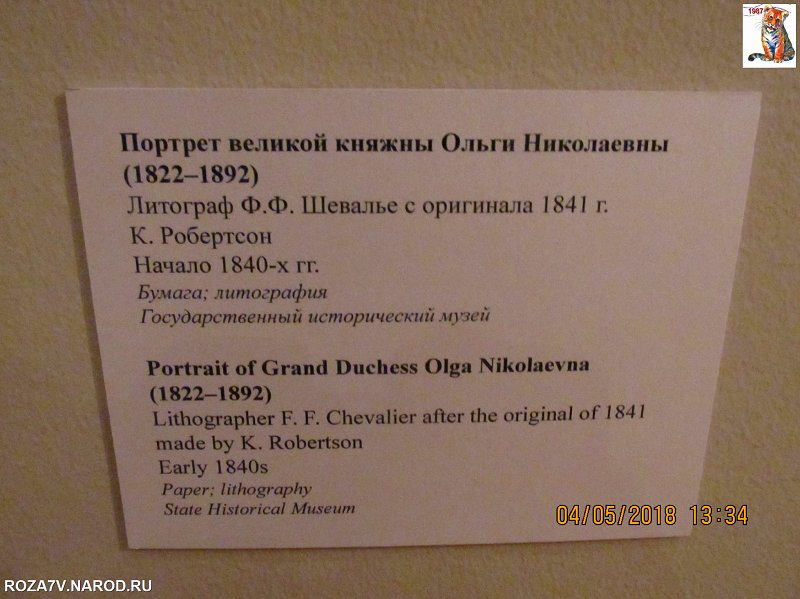 1987
Портрет великой княжны Ольги Николаевны
(1822–1892)
Литограф Ф.Ф. Шевалье с оригинала 1841 г.
К. Робертсон
Начало 1840-х гг.
Бумага; литография
Государственный исторический музей
Portrait of Grand Duchess Olga Nikolaevna
(1822–1892)
Lithographer F. F. Chevalier after the original of 1841
made by K. Robertson
Early 1840s
Paper; lithography
State Historical Museum
04/05/2018 13:34
ROZA7V.NAROD.RU